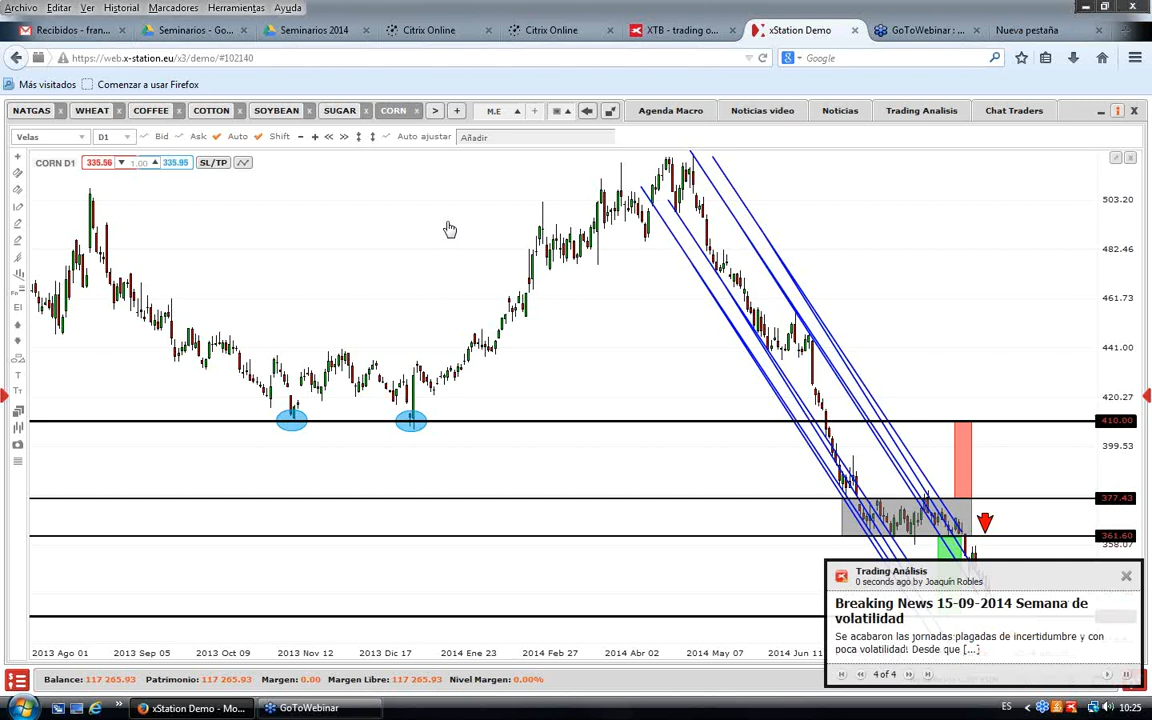 Archivo Editar Ver Historial Marcadores Herramientas Ayuda
Recibidos - fran... Seminarios - Go... Seminarios 2014 Citrix Online Citrix Online XTB - trading o... xStation Demo GoToWebinar : ... Nueva pestaña
https://web.x-station.eu/x3/demo/#102140 Google
Más visitados Comenzar a usar Firefox
NATGAS x WHEAT x COFFEE x COTTON x SOYBEAN x SUGAR x CORN x > + M.E Agenda Macro Noticias video Noticias Trading Analisis Chat Traders
Velas D1 Bid Ask Auto Shift Auto ajustar Añadir
CORN D1 335.56 1.00 335.95 SL/TP
503.20
482.46
461.73
441.00
420.27
410.00
399.53
377.43
361.60
358.07
Trading Análisis
0 seconds ago by Joaquín Robles
Breaking News 15-09-2014 Semana de
volatilidad
Se acabaron las jornadas plagadas de incertidumbre y con
poca volatilidad! Desde que [...]
4 of 4
2013 Ago 01 2013 Sep 05 2013 Oct 09 2013 Nov 12 2013 Dic 17 2014 Ene 23 2014 Feb 27 2014 Abr 02 2014 May 07 2014 Jun 11
Balance: 117 265.93 Patrimonio: 117 265.93 Margen: 0.00 Margen Libre: 117 265.93 Nivel Margen: 0.00%
xStation Demo - Mo... GoToWebinar ES 10:25